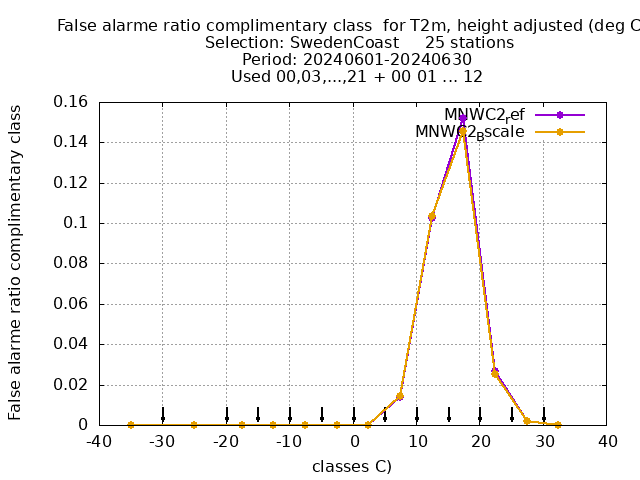 False alarme ratio complimentary class  for T2m, height adjusted (deg C
Selection: SwedenCoast     25 stations
Period: 20240601-20240630
Used 00,03,...,21 + 00 01 ... 12
False alarme ratio complimentary class
MNWC2ref
MNWC2Bscale
0.16
0.14
0.12
0.1
0.08
0.06
0.04
0.02
0
-40 -30 -20 -10 0 10 20 30 40
classes C)